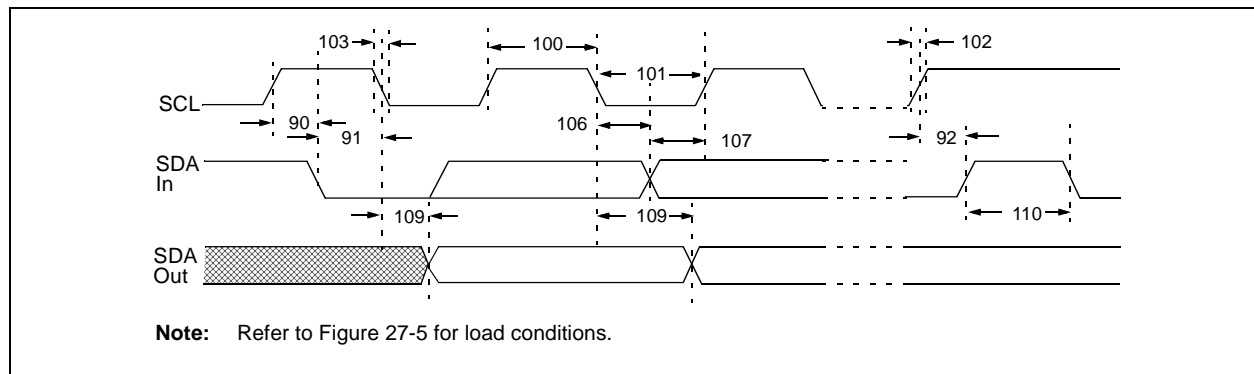 103
100
101
102
SCL
90
91
106
107
92
SDA
In
109
109
110
SDA
Out
Note: Refer to Figure 27-5 for load conditions.